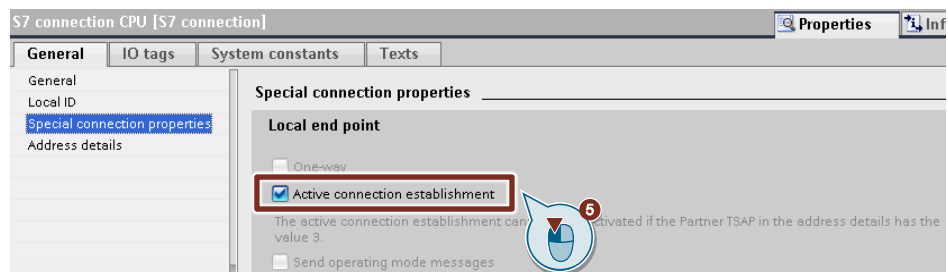 S7 connection CPU [S7 connection]
Properties
Inf
General
IO tags
System constants
Texts
General
Local ID
Special connection properties
Address details
Special connection properties
Local end point
One-way
Active connection establishment
5
The active connection establishment can tivated if the Partner TSAP in the address details has the
value 3.
Send operating mode messages